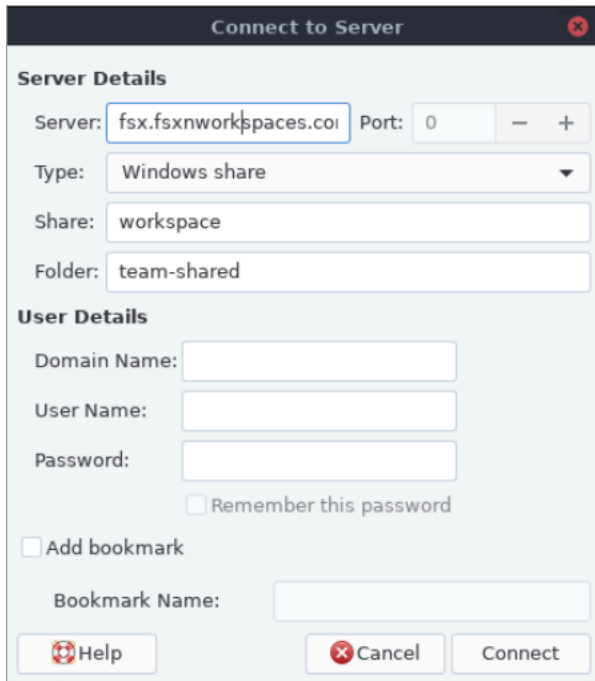 Connect to Server
Server Details
Server: fsx.fsxnworkspaces.co Port: 0
Type: Windows share
Share: workspace
Folder: team-shared
User Details
Domain Name:
User Name:
Password:
Remember this password
Add bookmark
Bookmark Name:
Help Cancel Connect